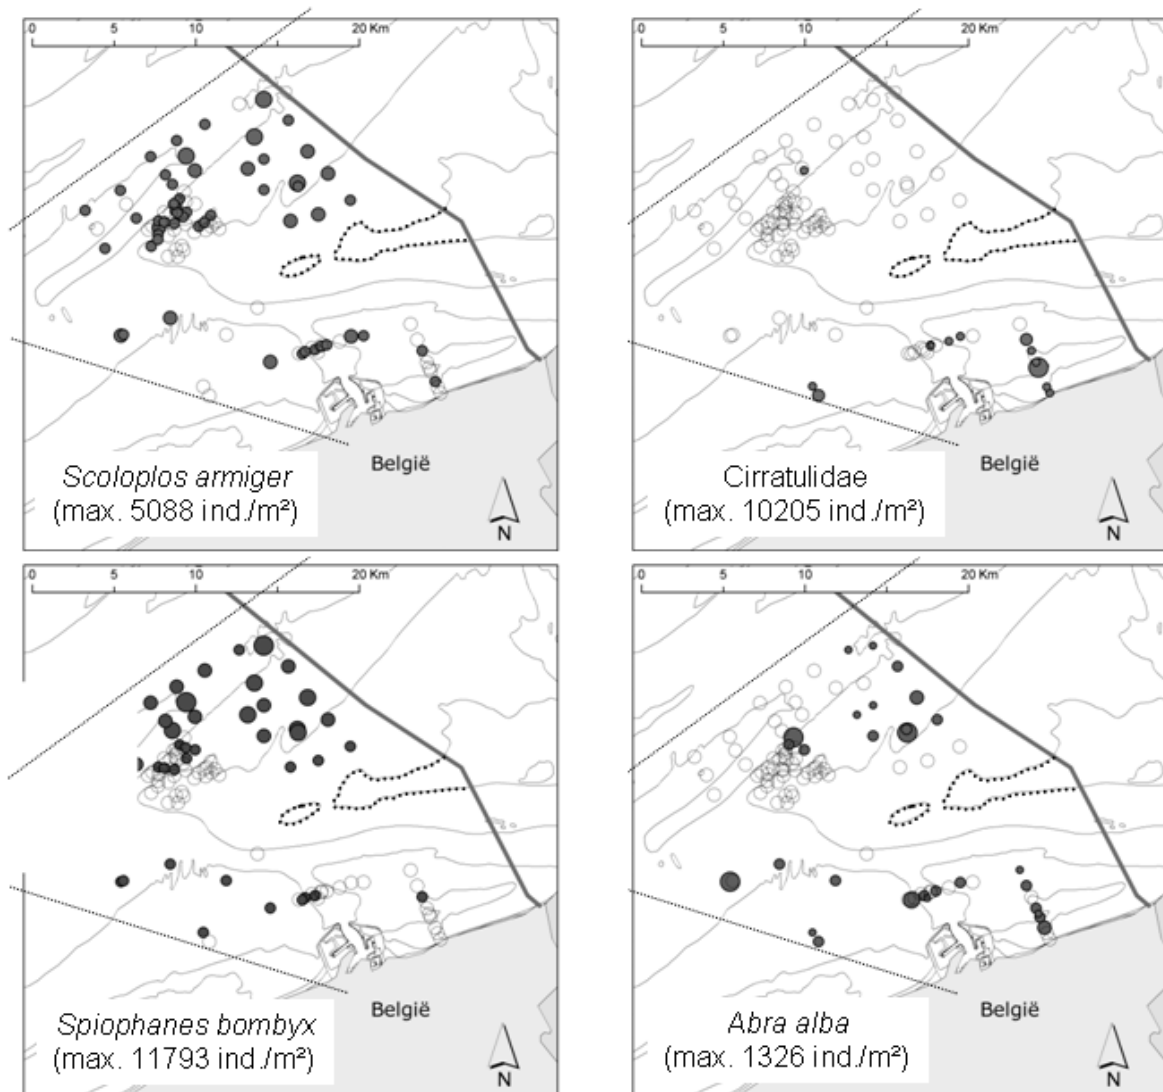 0 5 10 20 Km
België
Scoloplos armiger
(max. 5088 ind./m²)
N
0 5 10 20 Km
België
Cirratulidae
(max. 10205 ind./m²)
N
0 5 10 20 Km
België
Spiophanes bombyx
(max. 11793 ind./m²)
N
0 5 10 20 Km
België
Abra alba
(max. 1326 ind./m²)
N